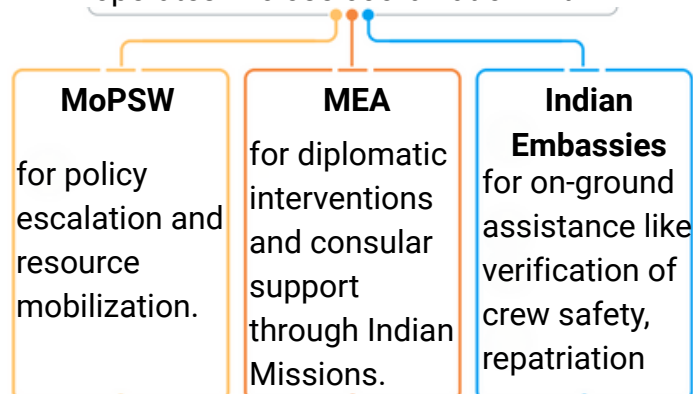 MoPSW
for policy
escalation and
resource
mobilization.
MEA
for diplomatic
interventions
and consular
support
through Indian
Missions.
Indian
Embassies
for on-ground
assistance like
verification of
crew safety,
repatriation